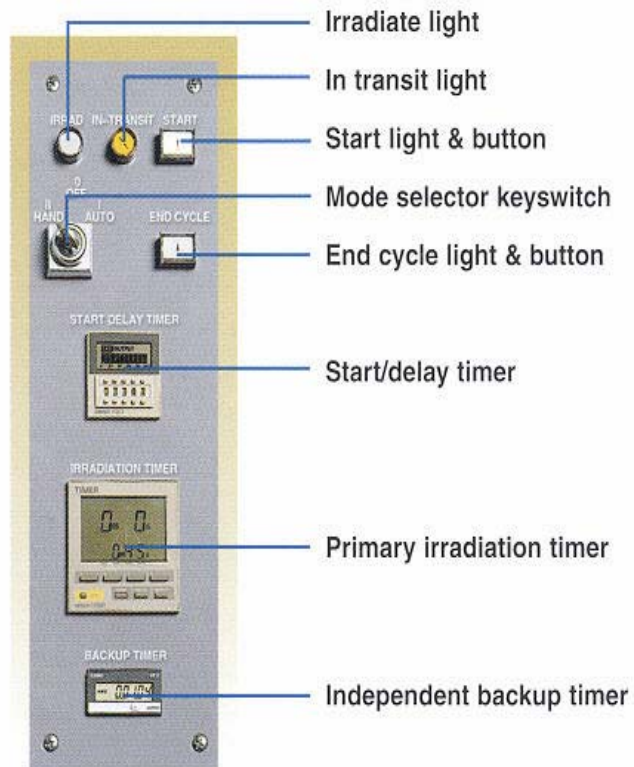 Irradiate light
In transit light
Start light & button
Mode selector keyswitch
End cycle light & button
Start/delay timer
Primary irradiation timer
Independent backup timer
IRRAD IN-TRANSIT START
0
OFF
II I
HAND AUTO
END CYCLE
START DELAY TIMER
IRRADIATION TIMER
TIMER
BACKUP TIMER